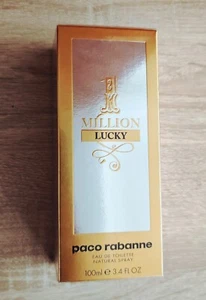 1
MILLION
LUCKY
paco rabanne
EAU DE TOILETTE
NATURAL SPRAY
100ml e 3.4 FL OZ